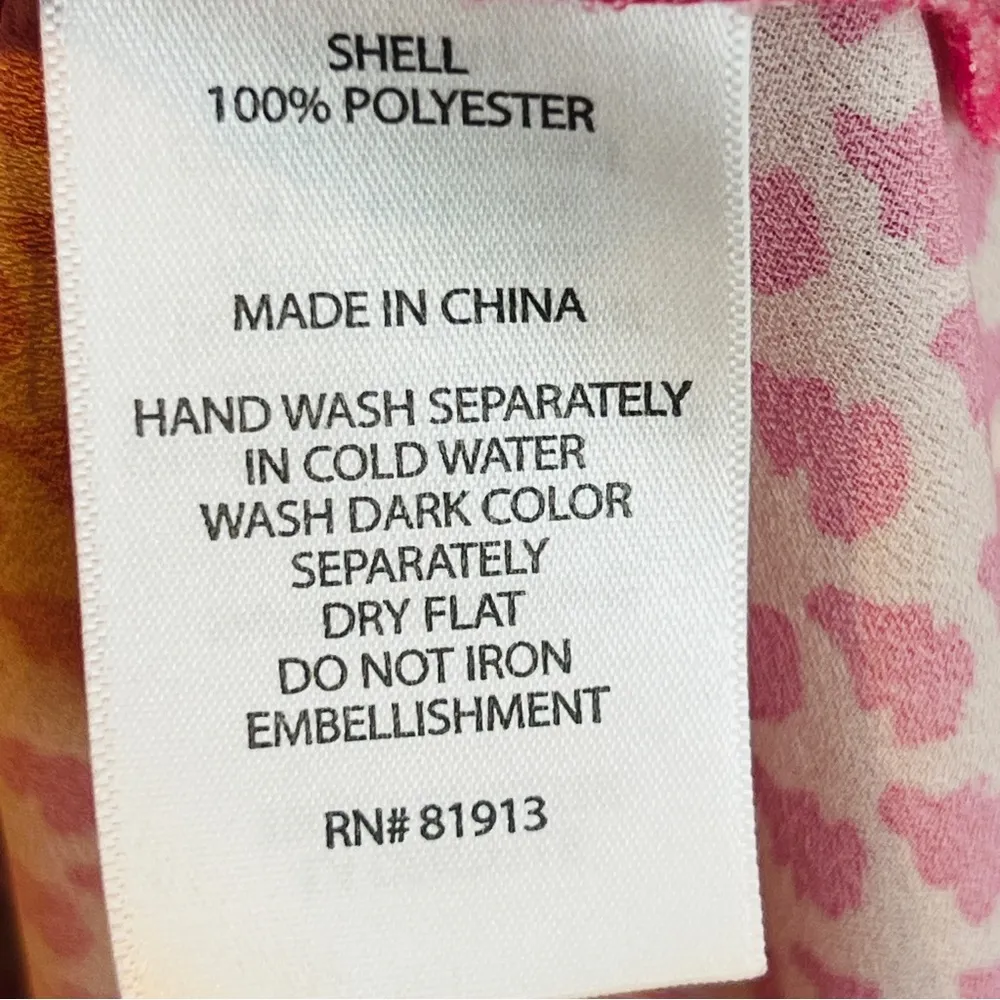 SHELL
100% POLYESTER
MADE IN CHINA
HAND WASH SEPARATELY
IN COLD WATER
WASH DARK COLOR
SEPARATELY
DRY FLAT
DO NOT IRON
EMBELLISHMENT
RN# 81913